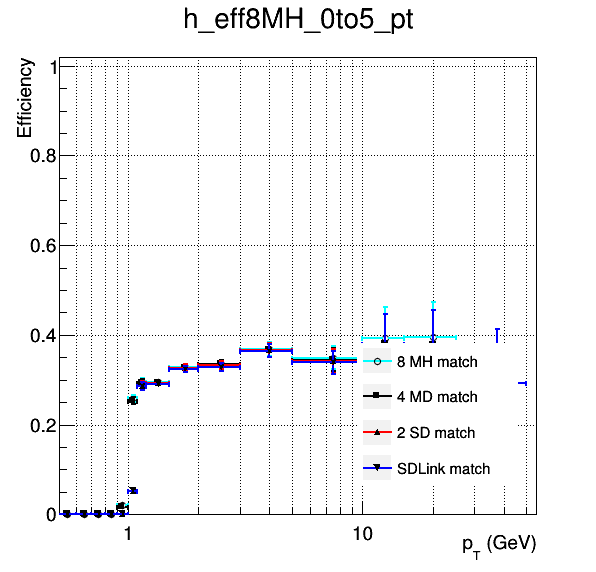 h_eff8MH_0to5_pt
Efficiency
1
0.8
0.6
0.4
0.2
0
8 MH match
4 MD match
2 SD match
SDLink match
1
10
p_T (GeV)